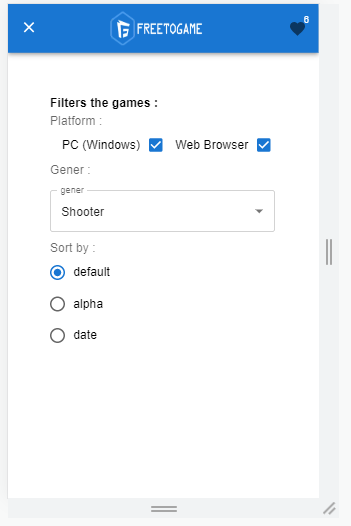 FREETOGAME
6
Filters the games :
Platform :
PC (Windows) Web Browser
Gener :
gener
Shooter
Sort by :
default
alpha
date